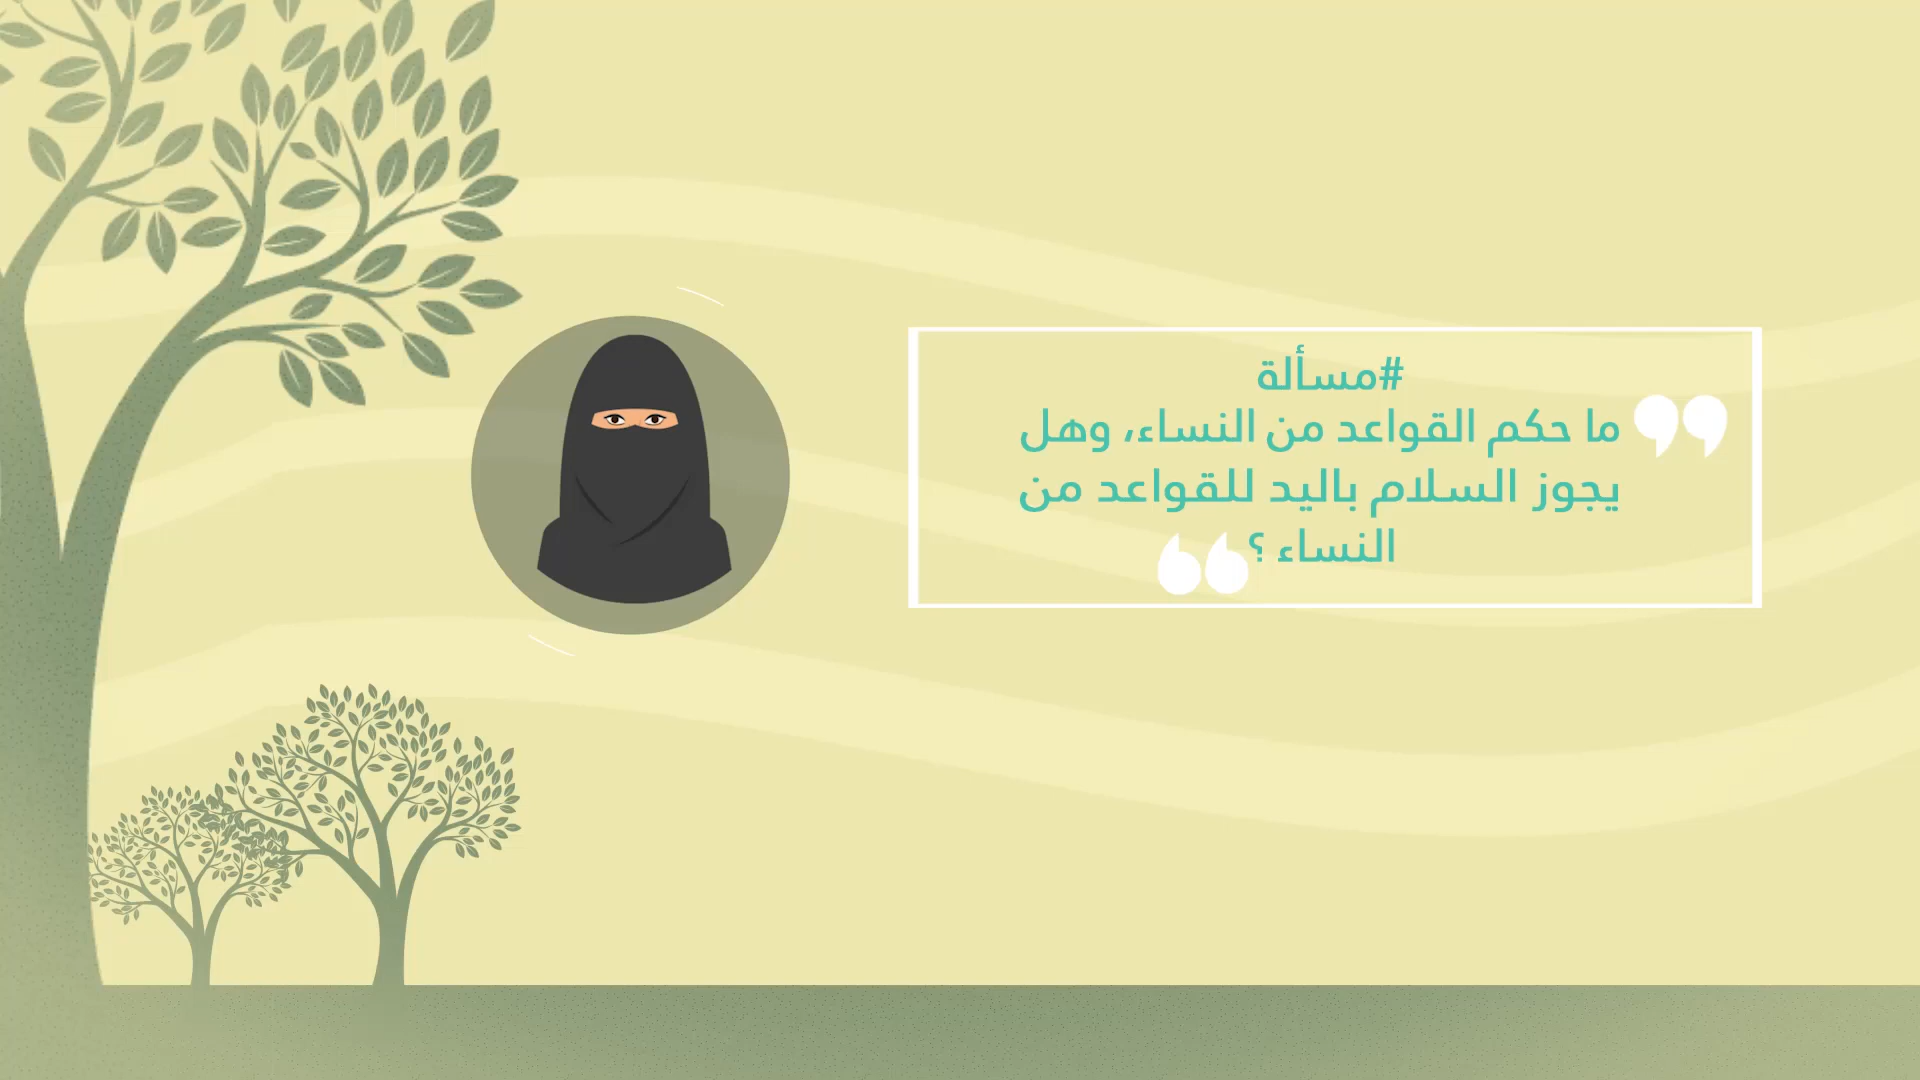 #مسألة
ما حكم القواعد من النساء، وهل
يجوز السلام باليد للقواعد من
النساء ؟